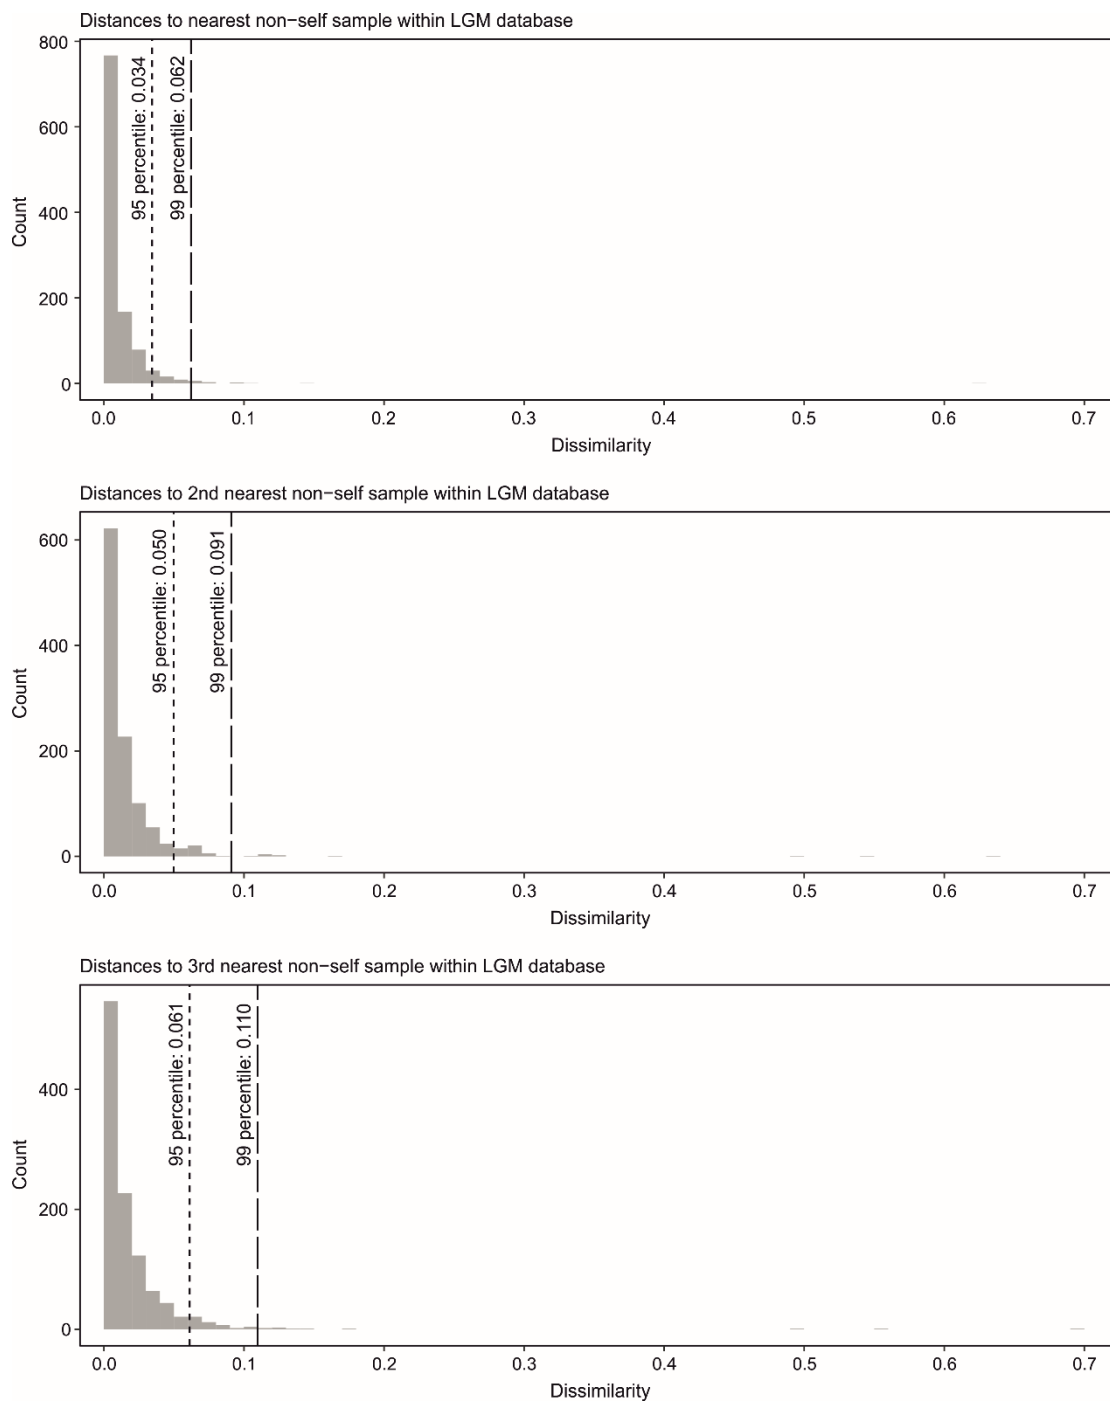 Distances to nearest non−self sample within LGM database
800
600
400
200
0
Count
95 percentile: 0.034
99 percentile: 0.062
0.0 0.1 0.2 0.3 0.4 0.5 0.6 0.7
Dissimilarity
Distances to 2nd nearest non−self sample within LGM database
600
400
200
0
Count
95 percentile: 0.050
99 percentile: 0.091
0.0 0.1 0.2 0.3 0.4 0.5 0.6 0.7
Dissimilarity
Distances to 3rd nearest non−self sample within LGM database
400
200
0
Count
95 percentile: 0.061
99 percentile: 0.110
0.0 0.1 0.2 0.3 0.4 0.5 0.6 0.7
Dissimilarity